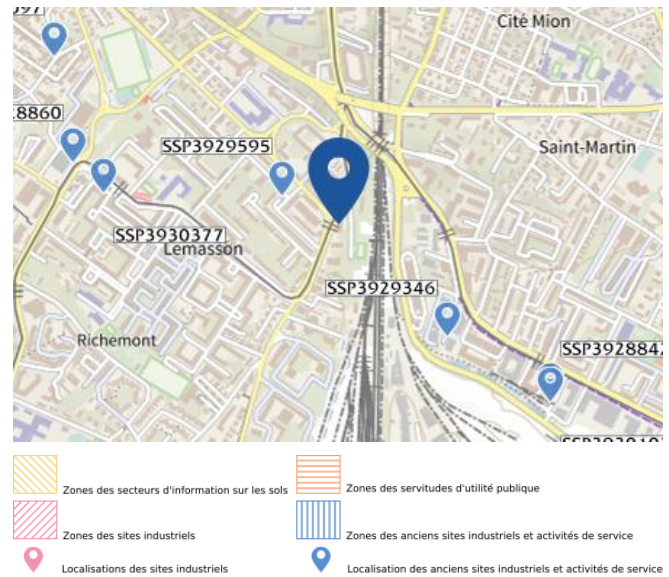 Cité Mion
8860
SSP3929595
Saint-Martin
SSP3930377
Lemasson
SSP3929346
Richemont
SSP392884
Zones des secteurs d'information sur les sols
Zones des servitudes d'utilité publique
Zones des sites industriels
Zones des anciens sites industriels et activités de service
Localisations des sites industriels
Localisation des anciens sites industriels et activités de service